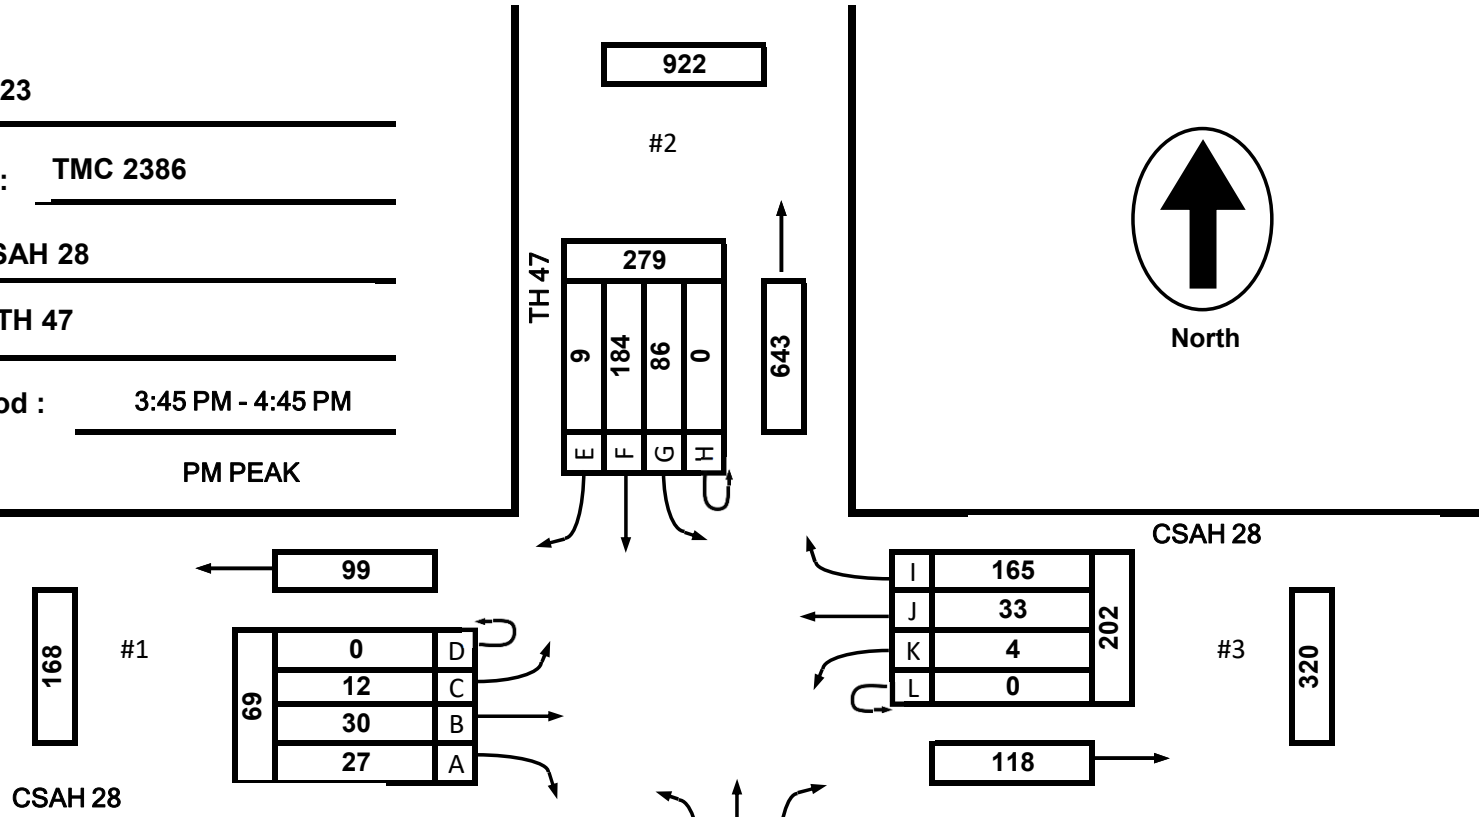 23
: TMC 2386
SAH 28
TH 47
od : 3:45 PM - 4:45 PM
PM PEAK
922
#2
TH 47
279
9 184 86 0
E F G H
643
North
CSAH 28
99
168
#1
69
0 D
12 C
30 B
27 A
CSAH 28
I 165
J 33
K 4
L 0
202
#3
320
118